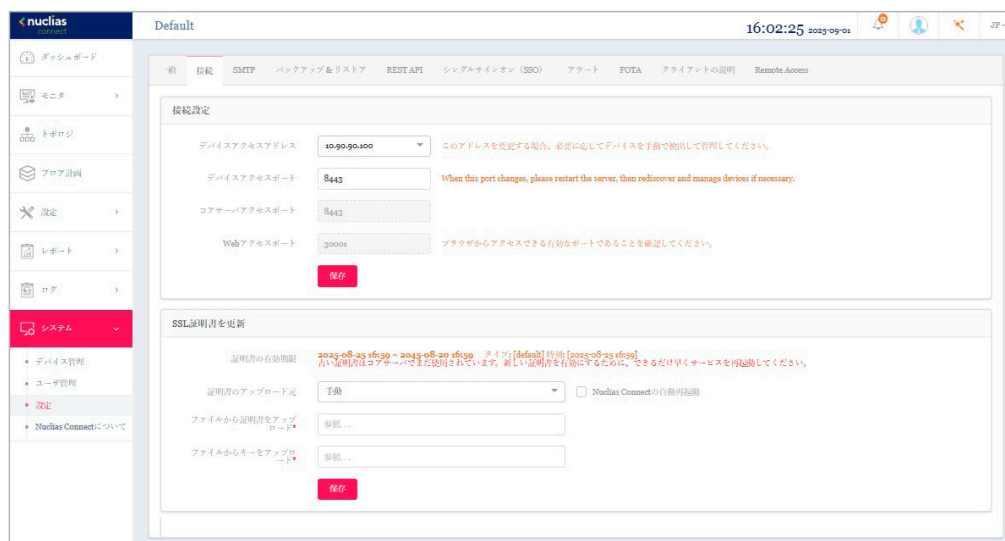 nuclias
connect
Default
16:02:25 2025-09-01
0
JP
ダッシュボード
モニタ
トポロジ
フロア計画
設定
レポート
ログ
システム
デバイス管理
ユーザ管理
設定
Nuclias Connectについて
一般 接続 SMTP バックアップ&リストア REST API シングルサインオン (SSO) アラート FOTA クライアントの説明 Remote Access
接続設定
デバイスアクセスアドレス 10.90.90.100 このアドレスを変更する場合、必要に応じてデバイスを手動で検出して管理してください。
デバイスアクセスポート 8443 When this port changes, please restart the server, then rediscover and manage devices if necessary.
コアサーバアクセスポート 8443
Webアクセスポート 30001 ブラウザからアクセスできる有効なポートであることを確認してください。
保存
SSL証明書を更新
証明書の有効期限 2025-08-25 16:59 ~ 2045-08-20 16:59 タイプ: [default] 時刻: [2025-08-25 16:59]
古い証明書はコアサーバでまだ使用されています。新しい証明書を有効にするために、できるだけ早くサービスを再起動してください。
証明書のアップロード元 手動 Nuclias Connectの自動再起動
ファイルから証明書をアップ
ロード* 参照...
ファイルからキーをアップロ
ード* 参照...
保存